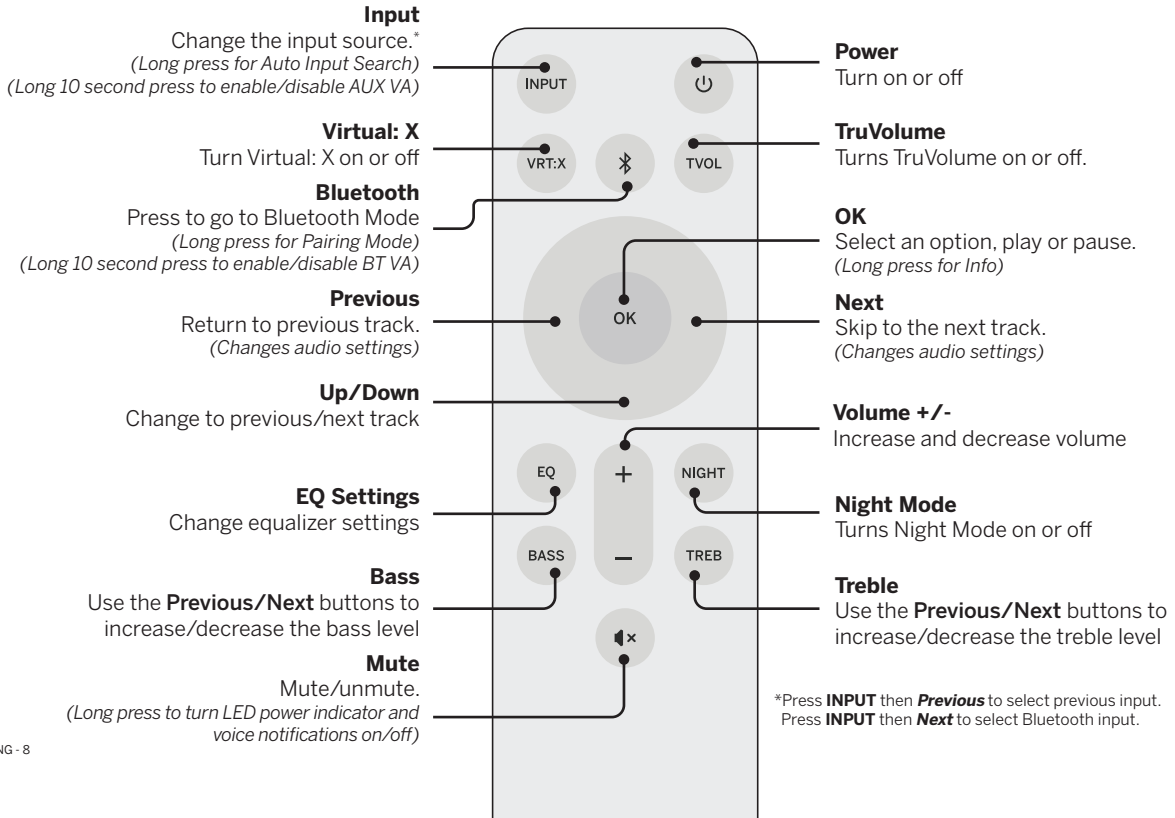 Input
Change the input source.*
(Long press for Auto Input Search)
(Long 10 second press to enable/disable AUX VA)
Virtual: X
Turn Virtual: X on or off
Bluetooth
Press to go to Bluetooth Mode
(Long press for Pairing Mode)
(Long 10 second press to enable/disable BT VA)
Previous
Return to previous track.
(Changes audio settings)
Up/Down
Change to previous/next track
EQ Settings
Change equalizer settings
Bass
Use the Previous/Next buttons to
increase/decrease the bass level
Mute
Mute/unmute.
(Long press to turn LED power indicator and
voice notifications on/off)
NG - 8
INPUT
VRT:X
TVOL
OK
EQ
+
NIGHT
BASS
–
TREB
Power
Turn on or off
TruVolume
Turns TruVolume on or off.
OK
Select an option, play or pause.
(Long press for Info)
Next
Skip to the next track.
(Changes audio settings)
Volume +/-
Increase and decrease volume
Night Mode
Turns Night Mode on or off
Treble
Use the Previous/Next buttons to
increase/decrease the treble level
*Press INPUT then Previous to select previous input.
Press INPUT then Next to select Bluetooth input.